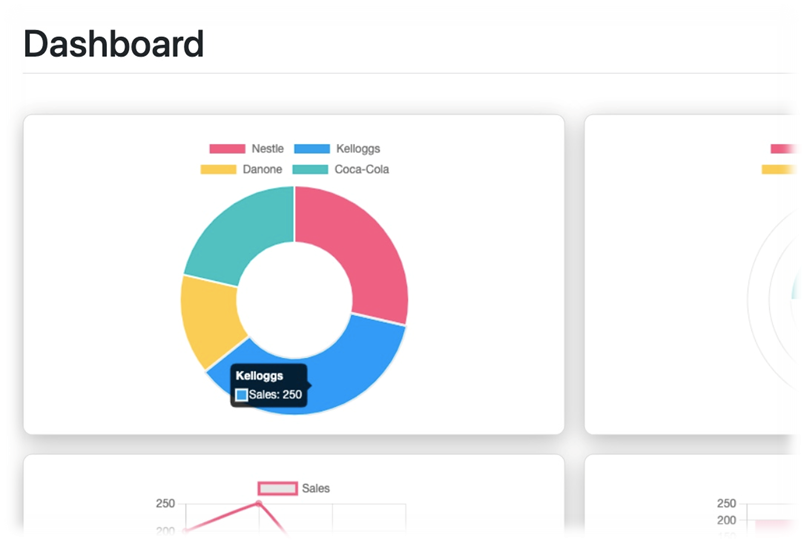 Dashboard
Nestle Kelloggs
Danone Coca-Cola
Kelloggs
Sales: 250
Sales
250
200
250
200